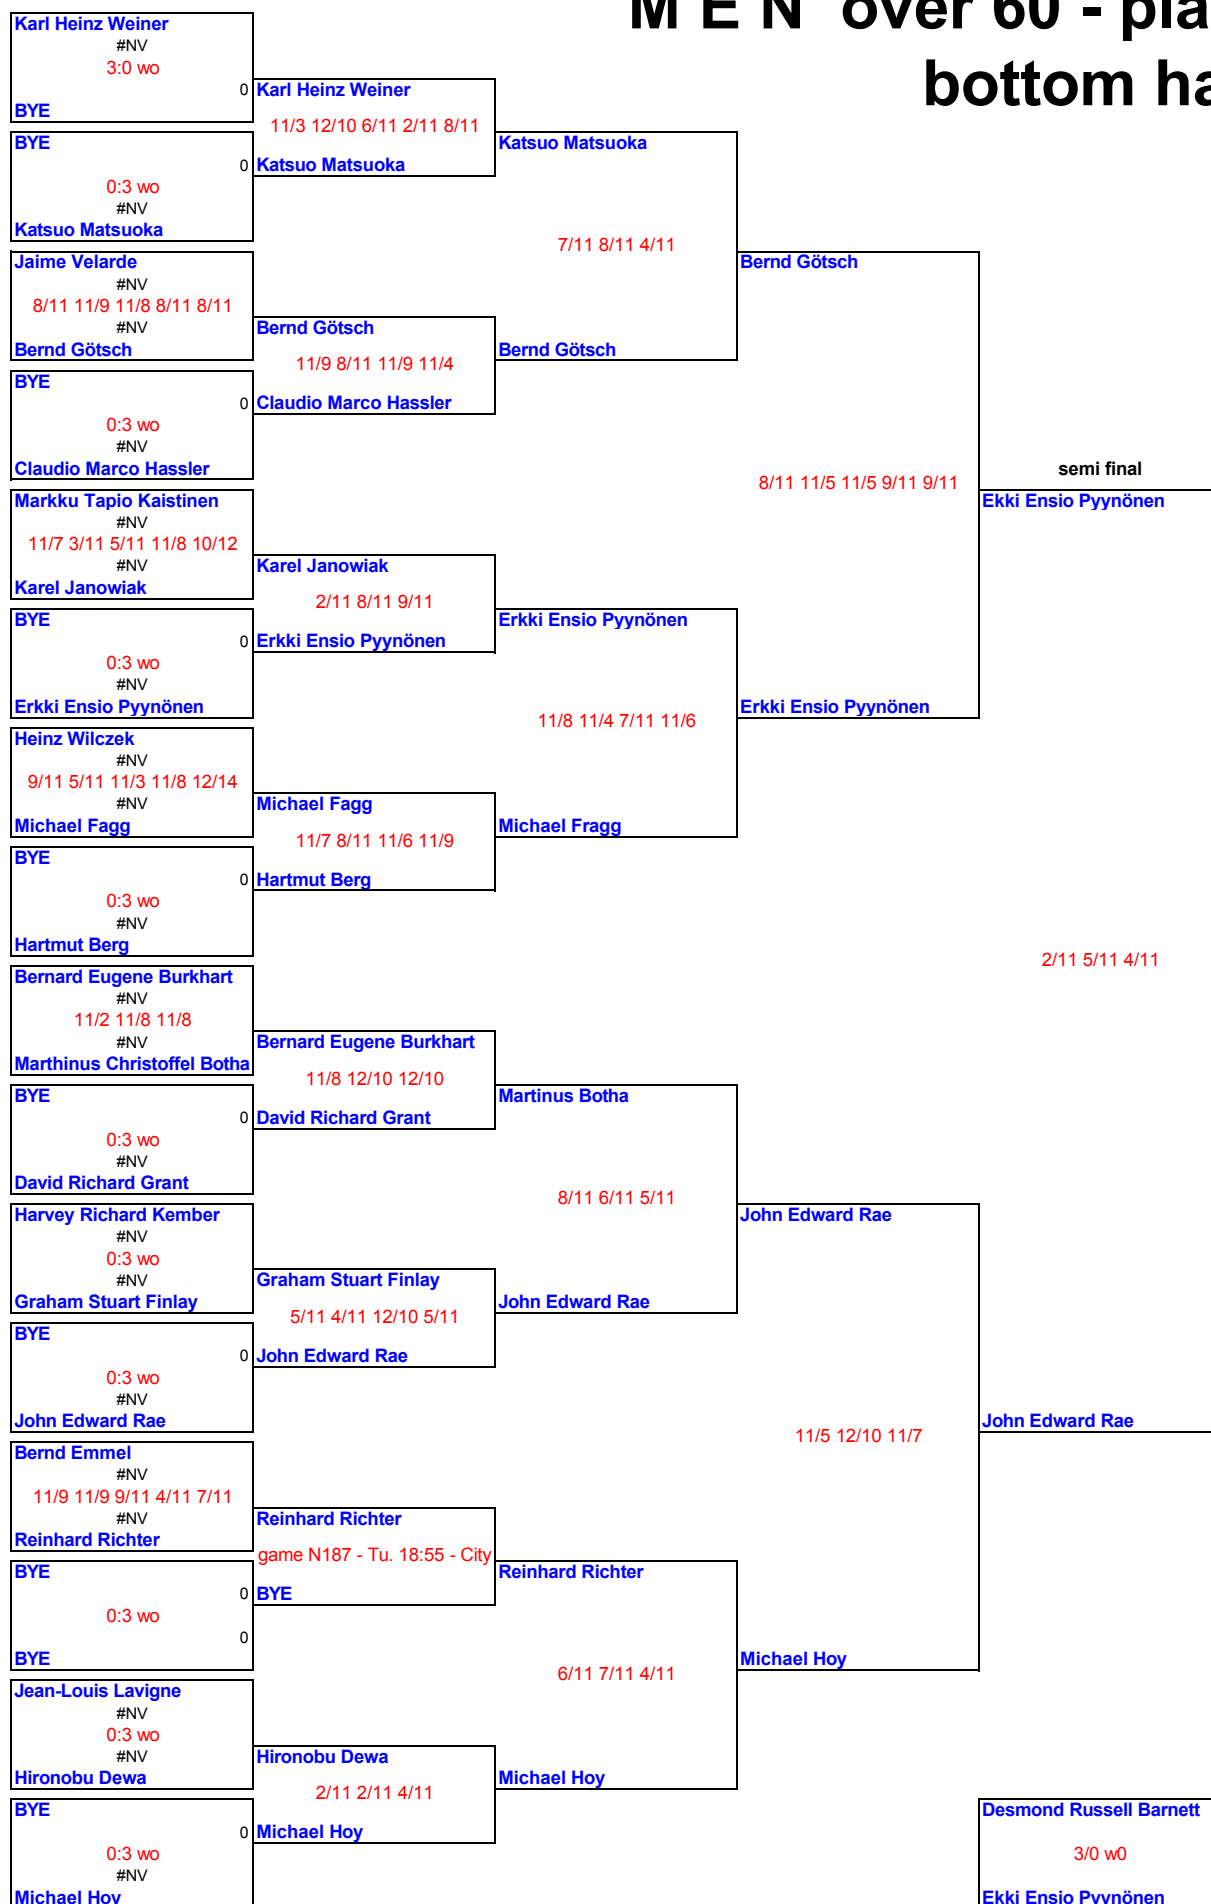 M E N over 60 - pla
bottom ha
Karl Heinz Weiner
#NV
3:0 wo
BYE
BYE
0:3 wo
#NV
Katsuo Matsuoka
Jaime Velarde
#NV
8/11 11/9 11/8 8/11 8/11
#NV
Bernd Götsch
BYE
0:3 wo
#NV
Claudio Marco Hassler
Markku Tapio Kaistinen
#NV
11/7 3/11 5/11 11/8 10/12
#NV
Karel Janowiak
BYE
0:3 wo
#NV
Erkki Ensio Pyynönen
Heinz Wilczek
#NV
9/11 5/11 11/3 11/8 12/14
#NV
Michael Fagg
BYE
0:3 wo
#NV
Hartmut Berg
Bernard Eugene Burkhart
#NV
11/2 11/8 11/8
#NV
Marthinus Christoffel Botha
BYE
0:3 wo
#NV
David Richard Grant
Harvey Richard Kember
#NV
0:3 wo
#NV
Graham Stuart Finlay
BYE
0:3 wo
#NV
John Edward Rae
Bernd Emmel
#NV
11/9 11/9 9/11 4/11 7/11
#NV
Reinhard Richter
BYE
0
0:3 wo
0
BYE
Jean-Louis Lavigne
#NV
0:3 wo
#NV
Hironobu Dewa
BYE
0:3 wo
#NV
Michael Hoy
0 Karl Heinz Weiner
11/3 12/10 6/11 2/11 8/11
0 Katsuo Matsuoka
Bernd Götsch
11/9 8/11 11/9 11/4
0 Claudio Marco Hassler
Karel Janowiak
2/11 8/11 9/11
0 Erkki Ensio Pyynönen
Michael Fagg
11/7 8/11 11/6 11/9
0 Hartmut Berg
Bernard Eugene Burkhart
11/8 12/10 12/10
0 David Richard Grant
Graham Stuart Finlay
5/11 4/11 12/10 5/11
0 John Edward Rae
Reinhard Richter
game N187 - Tu. 18:55 - City
BYE
Hironobu Dewa
2/11 2/11 4/11
0 Michael Hoy
Katsuo Matsuoka
7/11 8/11 4/11
Bernd Götsch
Erkki Ensio Pyynönen
11/8 11/4 7/11 11/6
Michael Fragg
Martinus Botha
8/11 6/11 5/11
John Edward Rae
Reinhard Richter
6/11 7/11 4/11
Michael Hoy
Bernd Götsch
8/11 11/5 11/5 9/11 9/11
Erkki Ensio Pyynönen
John Edward Rae
11/5 12/10 11/7
Michael Hoy
semi final
Ekki Ensio Pyynönen
2/11 5/11 4/11
John Edward Rae
Desmond Russell Barnett
3/0 w0
Ekki Ensio Pyynönen